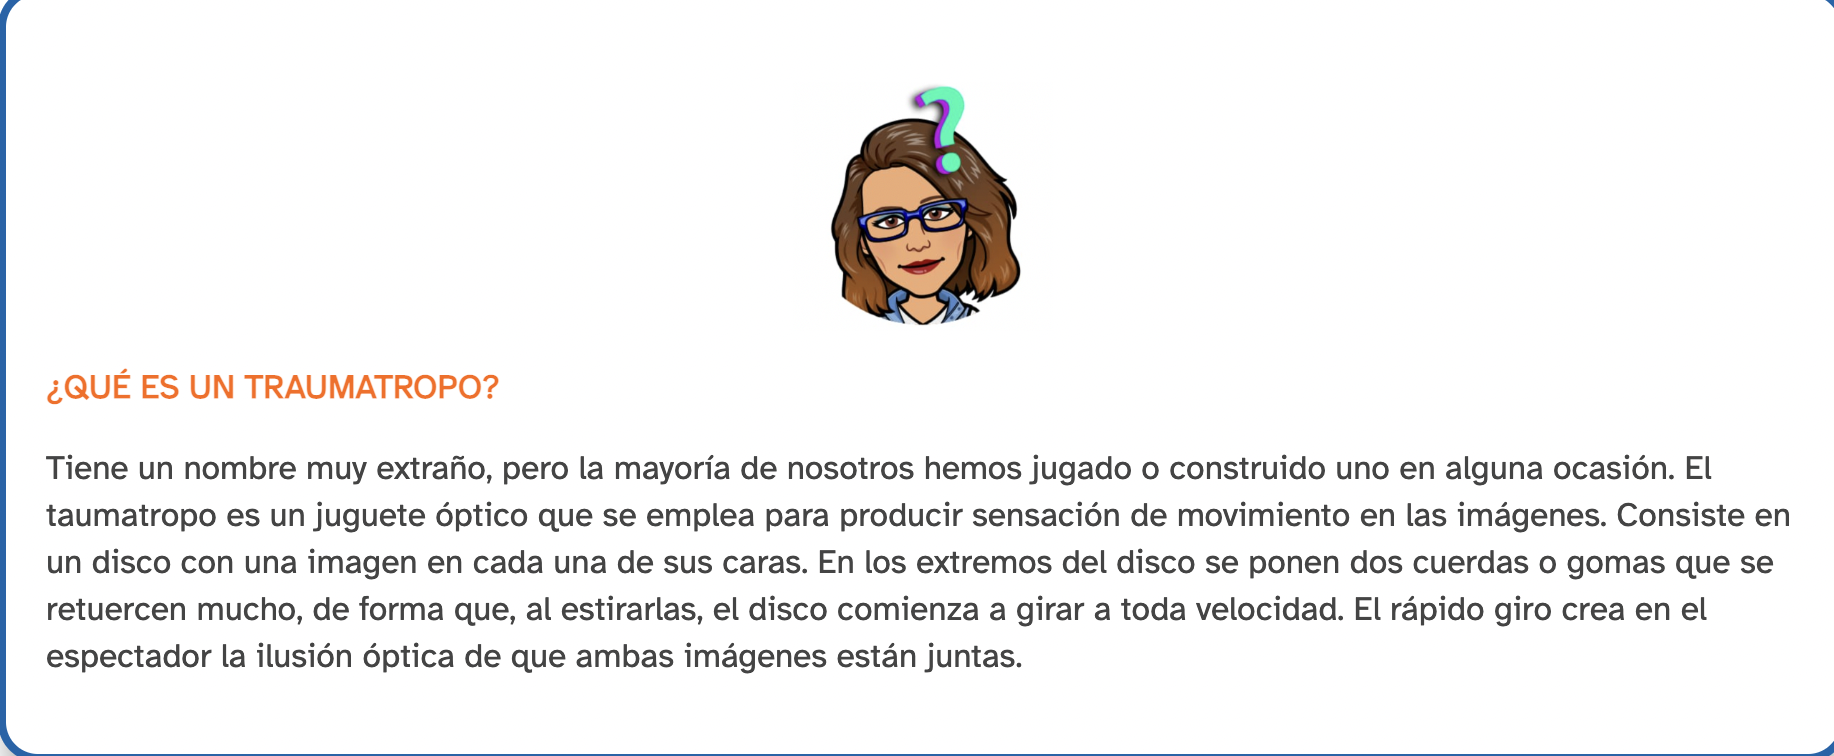 ?
¿QUÉ ES UN TRAUMATROPO?
Tiene un nombre muy extraño, pero la mayoría de nosotros hemos jugado o construido uno en alguna ocasión. El
taumatropo es un juguete óptico que se emplea para producir sensación de movimiento en las imágenes. Consiste en
un disco con una imagen en cada una de sus caras. En los extremos del disco se ponen dos cuerdas o gomas que se
retuercen mucho, de forma que, al estirarlas, el disco comienza a girar a toda velocidad. El rápido giro crea en el
espectador la ilusión óptica de que ambas imágenes están juntas.